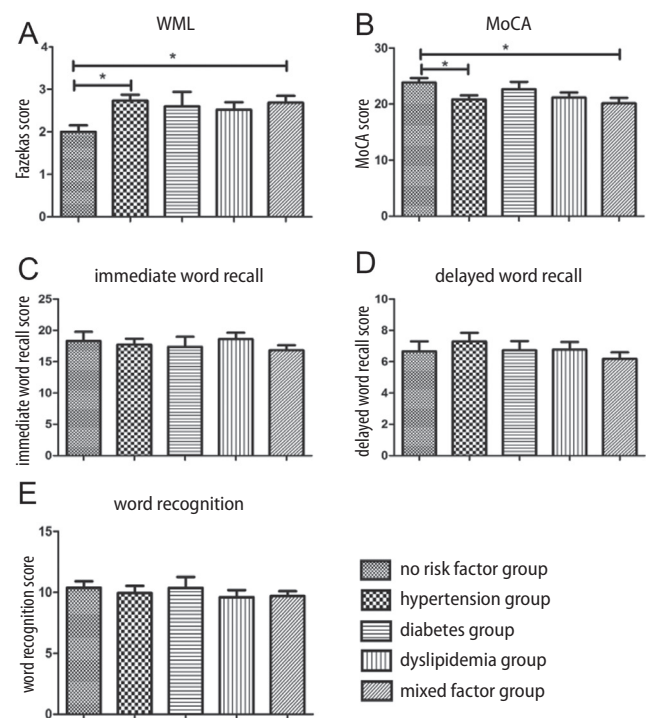 A
WML
Fazekas score
4
3
2
1
0
*
*
B
MoCA
MoCA score
30
20
10
0
*
*
C
immediate word recall
immediate word recall score
25
20
15
10
5
0
D
delayed word recall
delayed word recall score
10
8
6
4
2
0
E
word recognition
word recognition score
15
10
5
0
no risk factor group
hypertension group
diabetes group
dyslipidemia group
mixed factor group